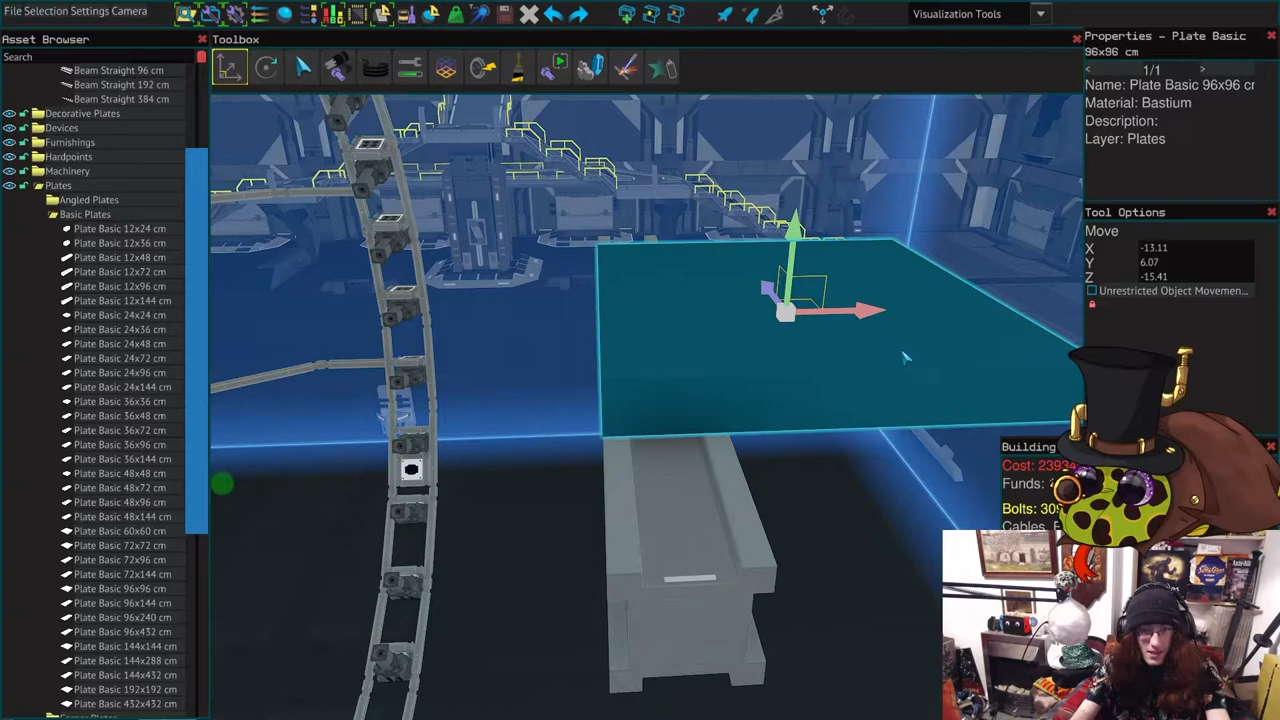 File Selection Settings Camera
Visualization Tools
Asset Browser
Toolbox
Properties - Plate Basic
96x96 cm
Search
Beam Straight 96 cm
Beam Straight 192 cm
Beam Straight 384 cm
Decorative Plates
Devices
Furnishings
Hardpoints
Machinery
Plates
Angled Plates
Basic Plates
Plate Basic 12x24 cm
Plate Basic 12x36 cm
Plate Basic 12x48 cm
Plate Basic 12x72 cm
Plate Basic 12x96 cm
Plate Basic 12x144 cm
Plate Basic 24x24 cm
Plate Basic 24x36 cm
Plate Basic 24x48 cm
Plate Basic 24x72 cm
Plate Basic 24x96 cm
Plate Basic 24x144 cm
Plate Basic 36x36 cm
Plate Basic 36x48 cm
Plate Basic 36x72 cm
Plate Basic 36x96 cm
Plate Basic 36x144 cm
Plate Basic 48x48 cm
Plate Basic 48x72 cm
Plate Basic 48x96 cm
Plate Basic 48x144 cm
Plate Basic 60x60 cm
Plate Basic 72x72 cm
Plate Basic 72x96 cm
Plate Basic 72x144 cm
Plate Basic 96x96 cm
Plate Basic 96x144 cm
Plate Basic 96x240 cm
Plate Basic 96x432 cm
Plate Basic 144x144 cm
Plate Basic 144x288 cm
Plate Basic 144x432 cm
Plate Basic 192x192 cm
Plate Basic 432x432 cm
< 1/1 >
Name: Plate Basic 96x96 cr
Material: Bastium
Description:
Layer: Plates
Tool Options
Move
X -13.11
Y 6.07
Z -15.41
Unrestricted Object Movemen...
Building
Cost: 23934
Funds:
Bolts: 309
Cables,